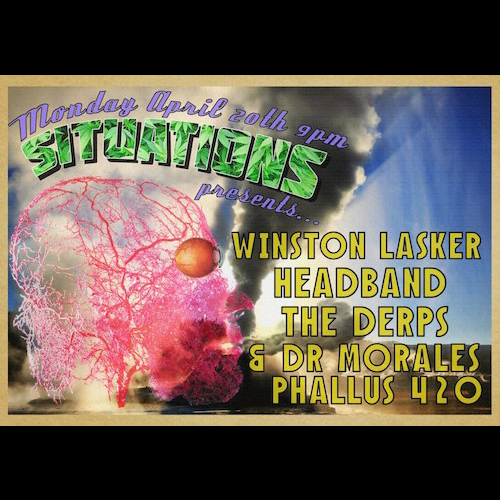 Monday April 20th 9pm
SITUATIONS
presents...
WINSTON LASKER
HEADBAND
THE DERPS
& DR MORALES
PHALLUS 420